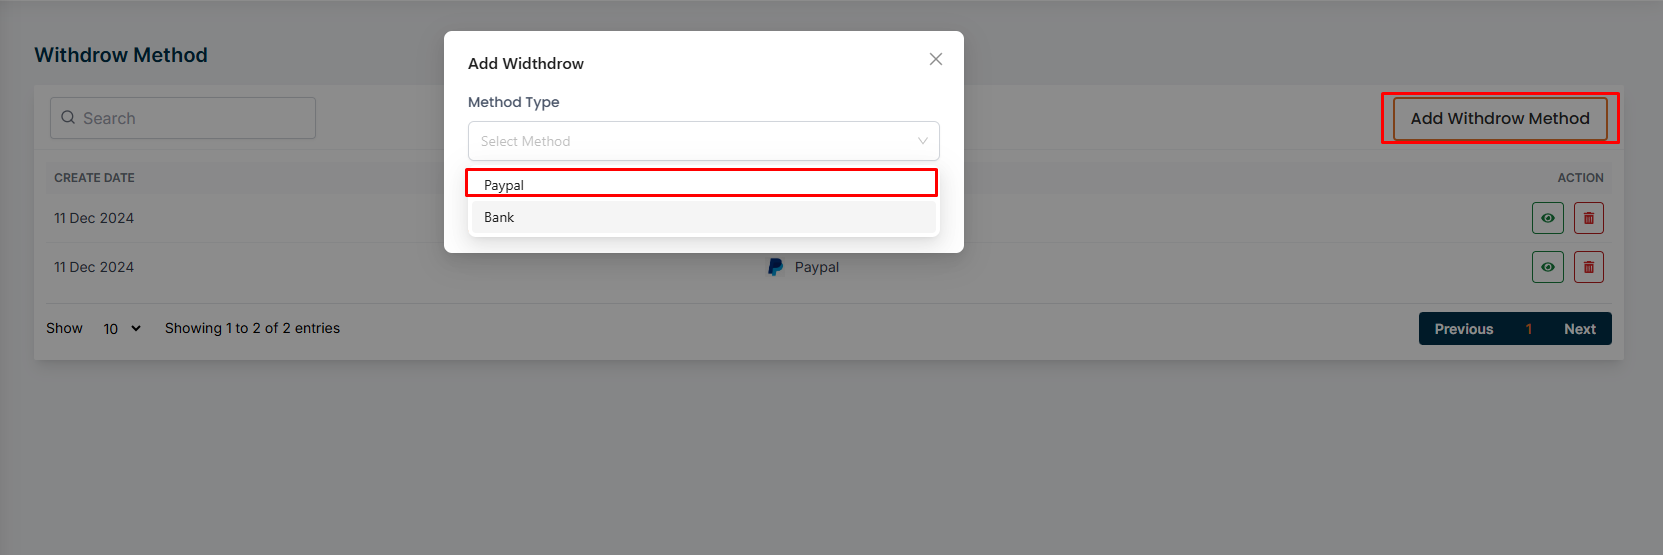 Withdrow Method
Search
Add Withdrow Method
Add Widthdrow
Method Type
Select Method
Paypal
Bank
CREATE DATE
ACTION
11 Dec 2024
11 Dec 2024
Paypal
Show 10 Showing 1 to 2 of 2 entries
Previous 1 Next